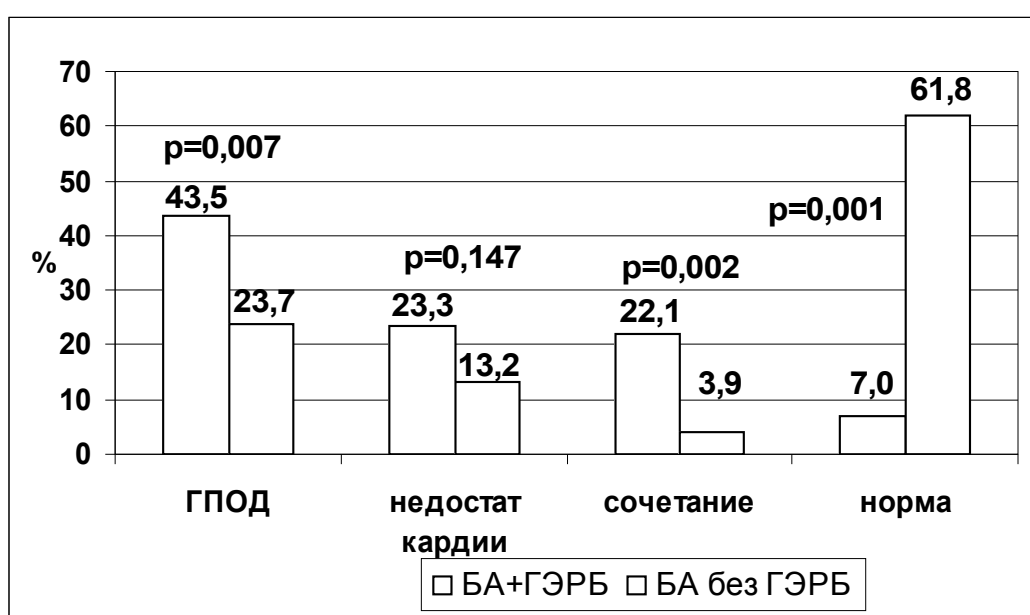 70
61,8
60
p=0,007
50
43,5
p=0,001
40
%
p=0,147
p=0,002
30
23,7
23,3
22,1
20
13,2
10
3,9
7,0
0
ГПОД
недостат
кардии
сочетание
норма
БА+ГЭРБ
БА без ГЭРБ